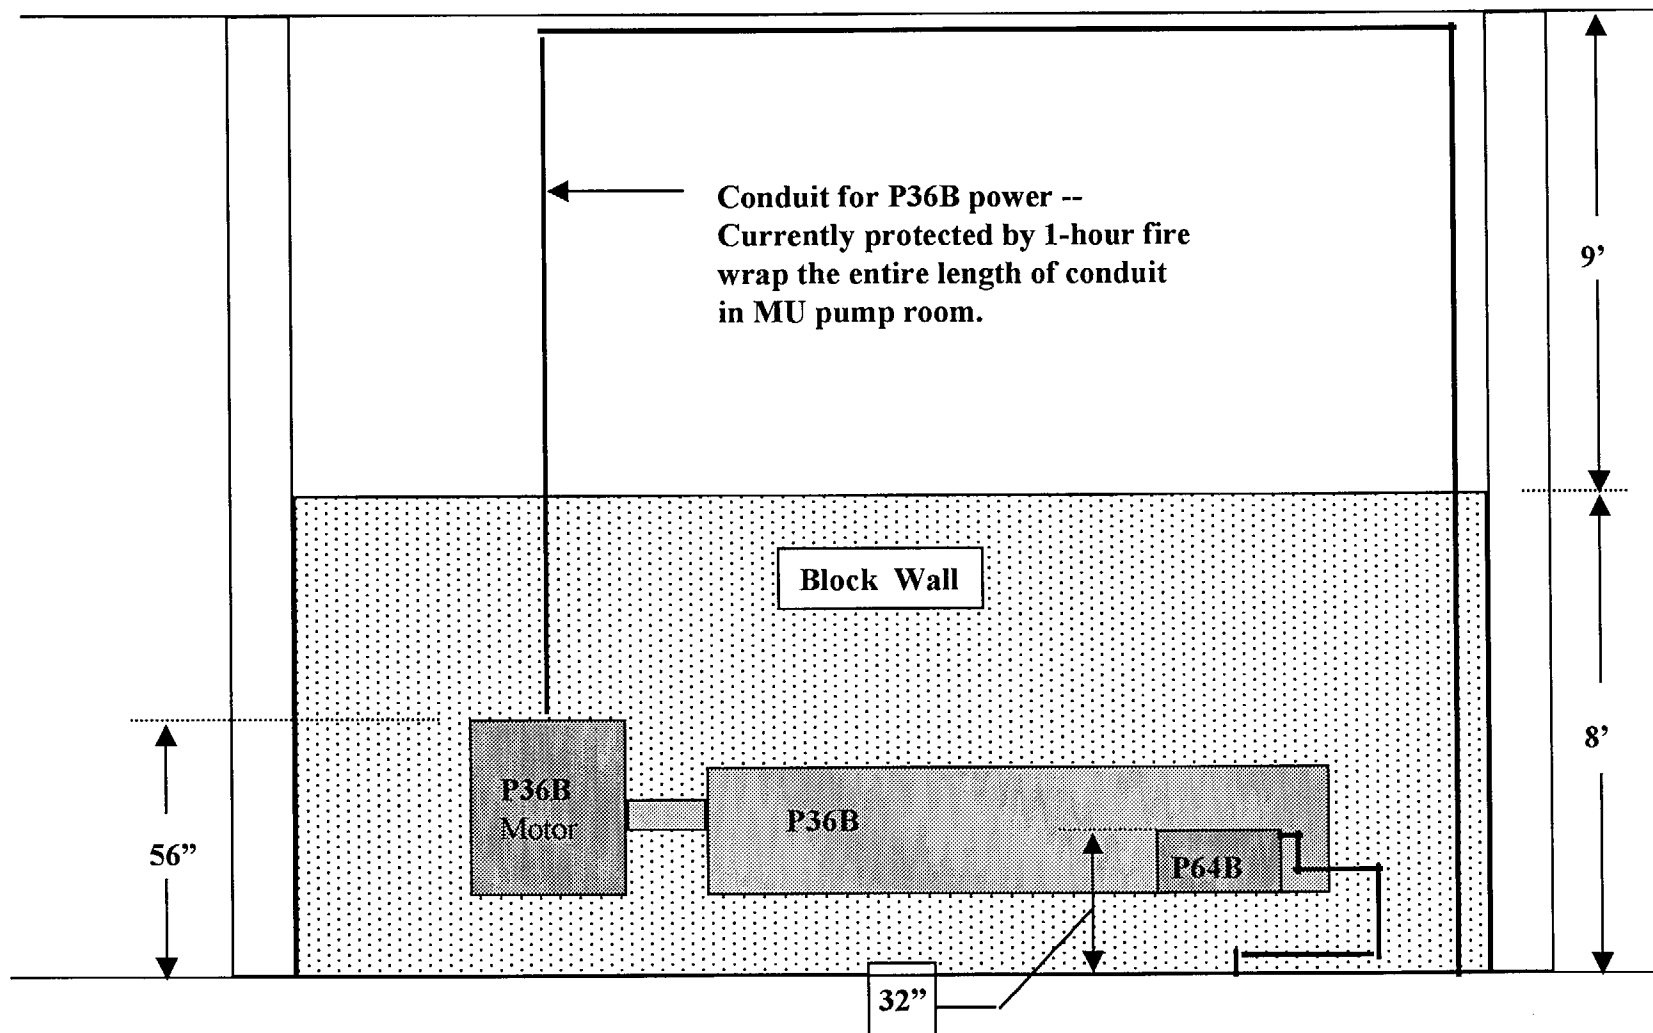 Conduit for P36B power --
Currently protected by 1-hour fire
wrap the entire length of conduit
in MU pump room.
9’
Block Wall
8’
P36B
Motor
P36B
56”
P64B
32”